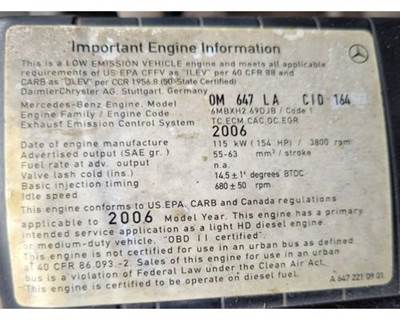 Important Engine Information
This is a LOW EMISSION VEHICLE engine and meets all applicable
requirements of US EPA CFFV as "ILEV" per 40 CFR 88 and
CARB as "ULEV" per CCR 1956.8 (50-State Certified)
DaimlerChrysler AG, Stuttgart, Germany
Mercedes-Benz Engine, Model OM 647 LA CID 164
Engine Family / Engine Code 6MBXH2.69DJB / Code 1
Exhaust Emission Control System TC,ECM,CAC,OC,EGR
Date of engine manufacture 2006
Advertised output (SAE gr.) 115 kW (154 HP) / 3800 rpm
Fuel rate at adv. output 55-63 mm³ / stroke
Valve lash cold (ins.) n.a.
Basic injection timing 14,5 ± 1° degrees BTDC
Idle speed 680 ± 50 rpm
This engine conforms to US.EPA, CARB and Canada regulations
applicable to 2006 Model Year. This engine has a primary
intended service application as a light HD diesel engine.
or medium-duty vehicle. "OBD II certified"
This engine is not certified for use in an urban bus as defined
at 40 CFR 86.093.-2. Sales of this engine for use in an urban
bus is a violation of Federal Law under the Clean Air Act.
This engine is certified to be operate on diesel fuel.
A 647 221 09 01